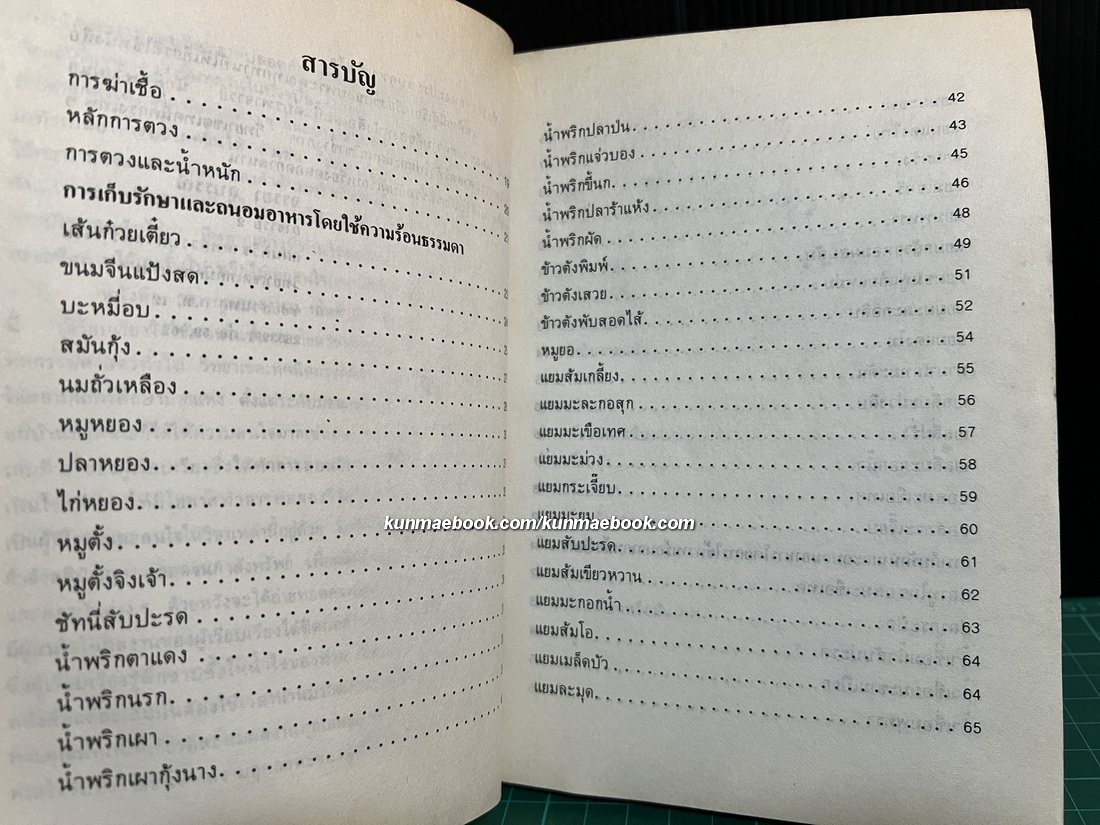 สารบัญ
การฆ่าเชื้อ
หลักการตวง
การตวงและน้ำหนัก
การเก็บรักษาและถนอมอาหารโดยใช้ความร้อนธรรมดา
เส้นก๋วยเตี๋ยว
ขนมจีนแป้งสด
บะหมี่อบ
สมันกุ้ง
นมถั่วเหลือง
หมูหยอง
ปลาหยอง
ไก่หยอง
หมูตั้ง
หมูตั้งจิงเจ้า
ชัทนี่สับปะรด
น้ำพริกตาแดง
น้ำพริกนรก
น้ำพริกเผา
น้ำพริกเผากุ้งนาง
น้ำพริกปลาป่น 42
น้ำพริกแจ่วบอง 43
น้ำพริกขี้นก 45
น้ำพริกปลาร้าแห้ง 46
น้ำพริกผัด 48
ข้าวตังพิมพ์ 49
ข้าวตังเสวย 51
ข้าวตังพับสอดไส้ 52
หมูยอ 54
แยมส้มเกลี้ยง 55
แยมมะละกอสุก 56
แยมมะเขือเทศ 57
แยมมะม่วง 58
แยมกระเจี๊ยบ 59
แยมมะยม 60
แยมสับปะรด 61
แยมส้มเขียวหวาน 62
แยมมะกอกน้ำ 63
แยมส้มโอ 64
แยมเมล็ดบัว 64
แยมละมุด 65
kunmaebook.com/kunmaebook.com